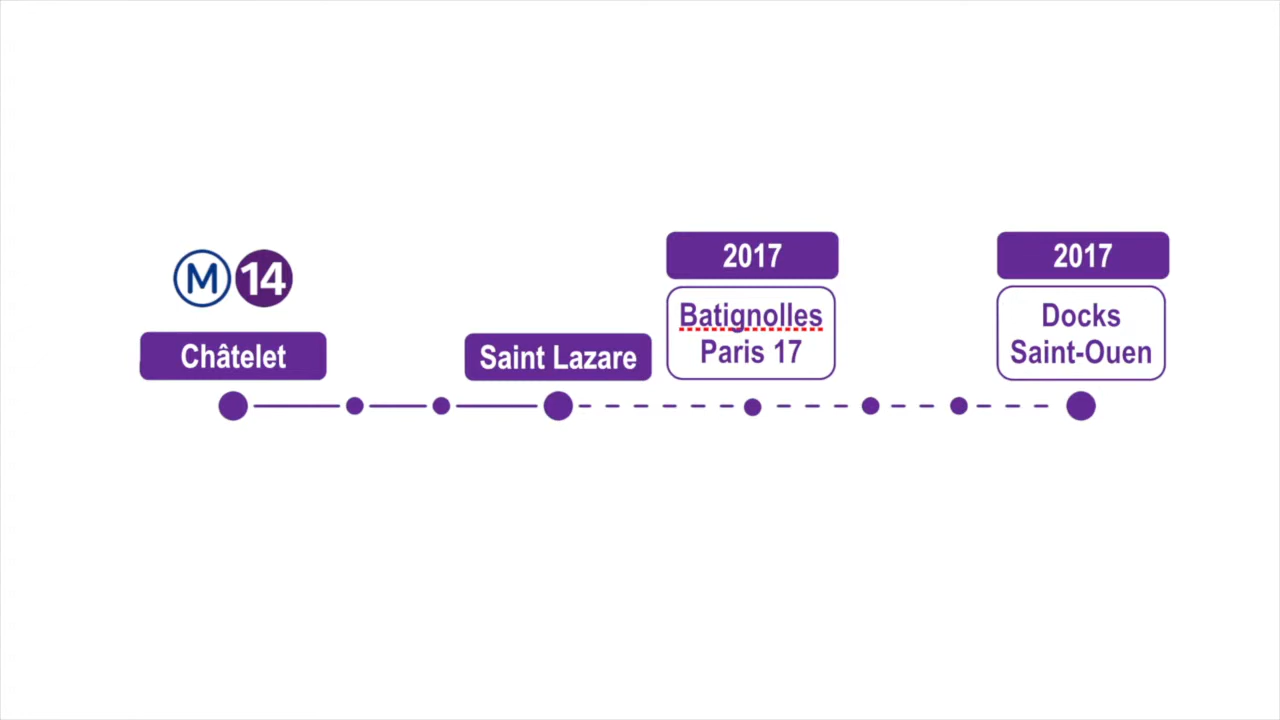 M 14
Châtelet
Saint Lazare
2017
Batignolles
Paris 17
2017
Docks
Saint-Ouen